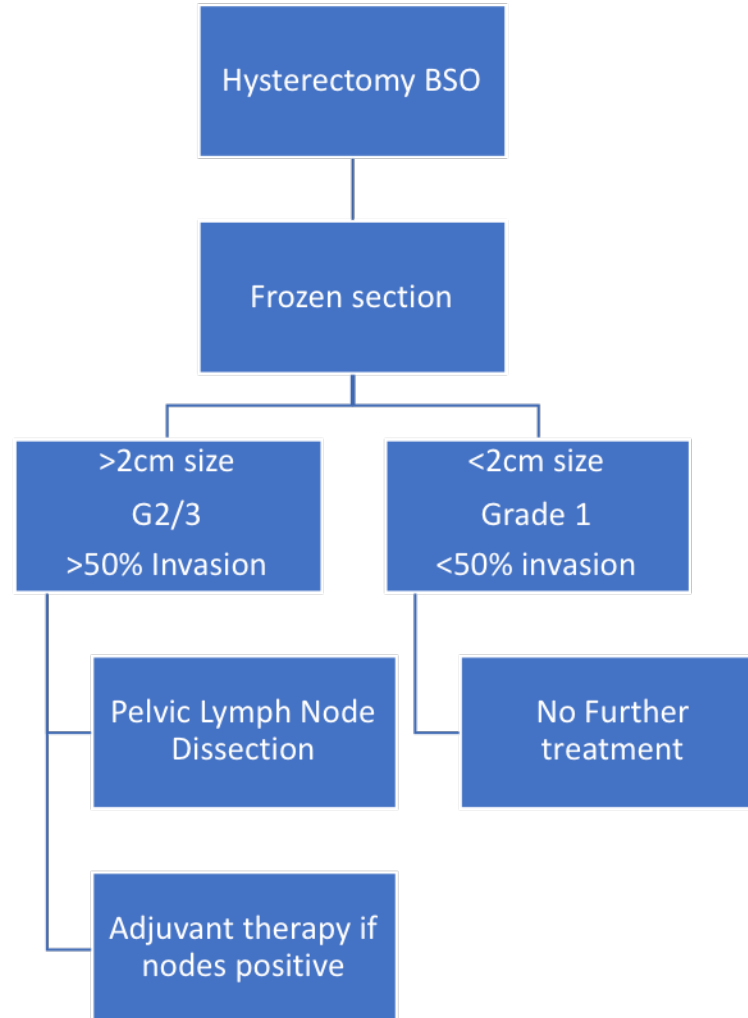 Hysterectomy BSO
Frozen section
>2cm size
G2/3
>50% Invasion
<2cm size
Grade 1
<50% invasion
Pelvic Lymph Node
Dissection
No Further
treatment
Adjuvant therapy if
nodes positive